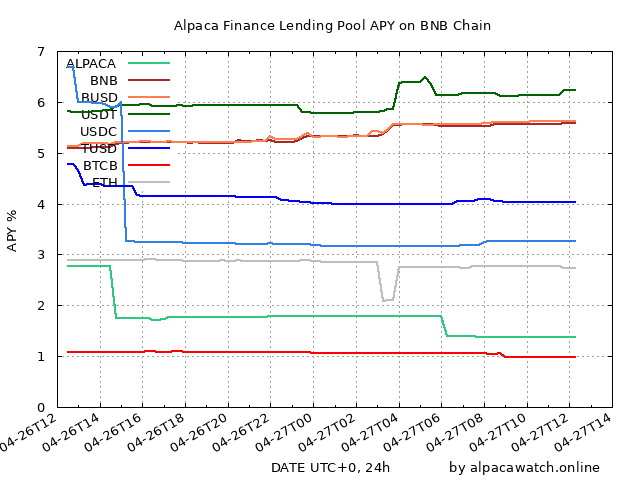 Alpaca Finance Lending Pool APY on BNB Chain
7
6
5
4
3
2
1
0
APY %
ALPACA
BNB
BUSD
USDT
USDC
TUSD
BTCB
ETH
04-26T12
04-26T14
04-26T16
04-26T18
04-26T20
04-26T22
04-27T00
04-27T02
04-27T04
04-27T06
04-27T08
04-27T10
04-27T12
04-27T14
DATE UTC+0, 24h
by alpacawatch.online